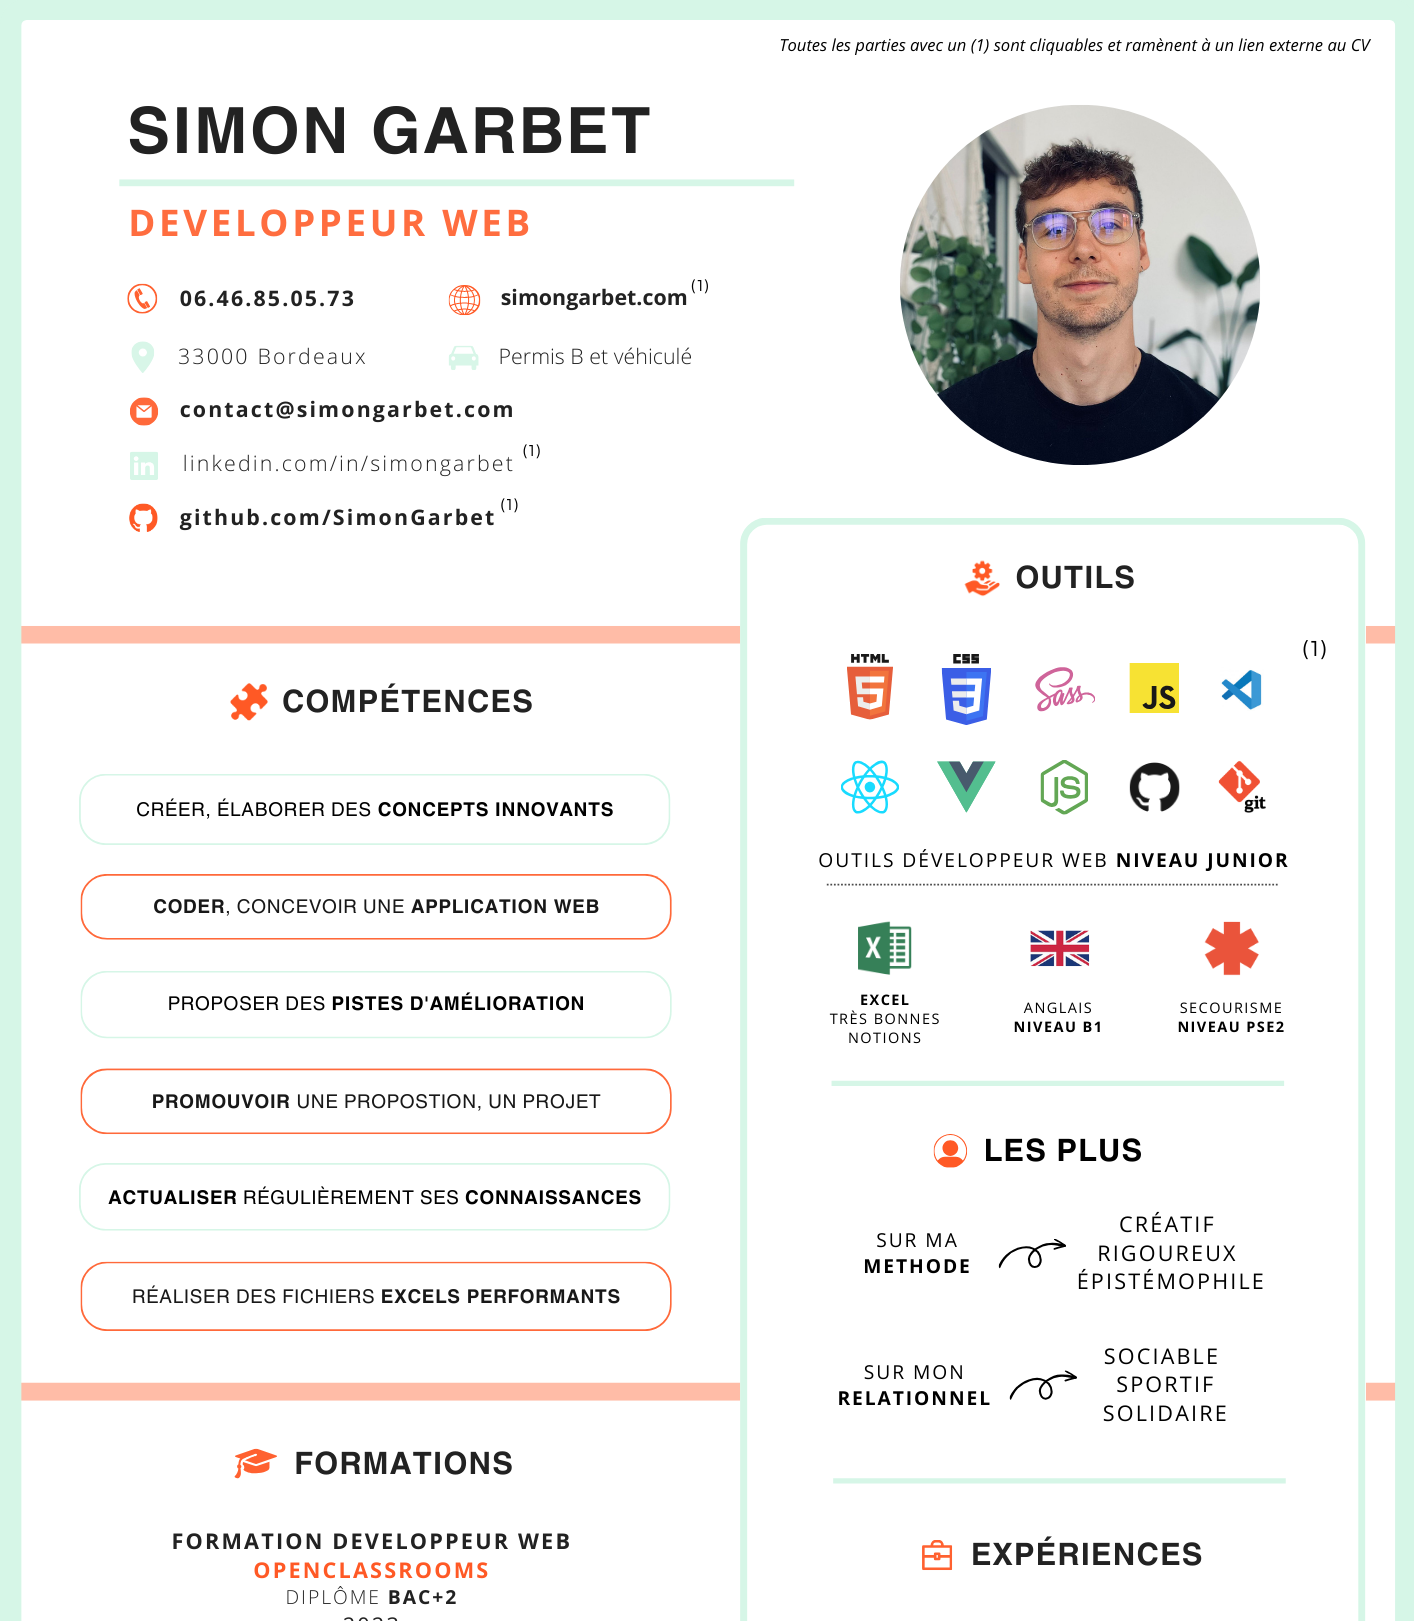 Toutes les parties avec un (1) sont cliquables et ramènent à un lien externe au CV
SIMON GARBET
DEVELOPPEUR WEB
06.46.85.05.73
simongarbet.com (1)
33000 Bordeaux
Permis B et véhiculé
contact@simongarbet.com
linkedin.com/in/simongarbet (1)
github.com/SimonGarbet (1)
COMPÉTENCES
CRÉER, ÉLABORER DES CONCEPTS INNOVANTS
CODER, CONCEVOIR UNE APPLICATION WEB
PROPOSER DES PISTES D'AMÉLIORATION
PROMOUVOIR UNE PROPOSTION, UN PROJET
ACTUALISER RÉGULIÈREMENT SES CONNAISSANCES
RÉALISER DES FICHIERS EXCELS PERFORMANTS
FORMATIONS
FORMATION DEVELOPPEUR WEB
OPENCLASSROOMS
DIPLÔME BAC+2
OUTILS
(1)
HTML
5
CSS
3
Sass
JS
JS
git
OUTILS DÉVELOPPEUR WEB NIVEAU JUNIOR
X
EXCEL
TRÈS BONNES
NOTIONS
ANGLAIS
NIVEAU B1
SECOURISME
NIVEAU PSE2
LES PLUS
SUR MA
METHODE
CRÉATIF
RIGOUREUX
ÉPISTÉMOPHILE
SUR MON
RELATIONNEL
SOCIABLE
SPORTIF
SOLIDAIRE
EXPÉRIENCES